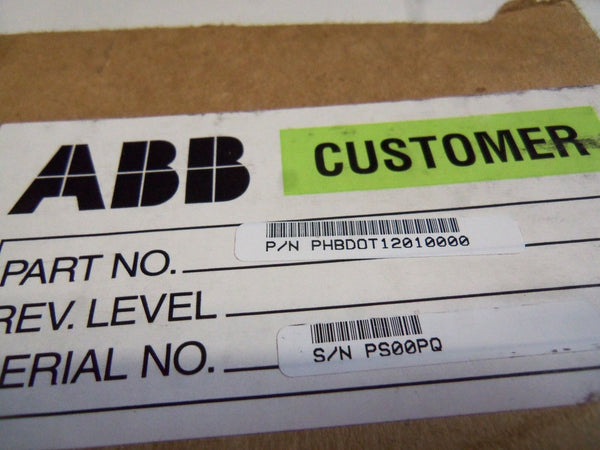 ABB CUSTOMER
P/N PHBDOT12010000
PART NO.
REV. LEVEL
S/N PS00PQ
ERIAL NO.